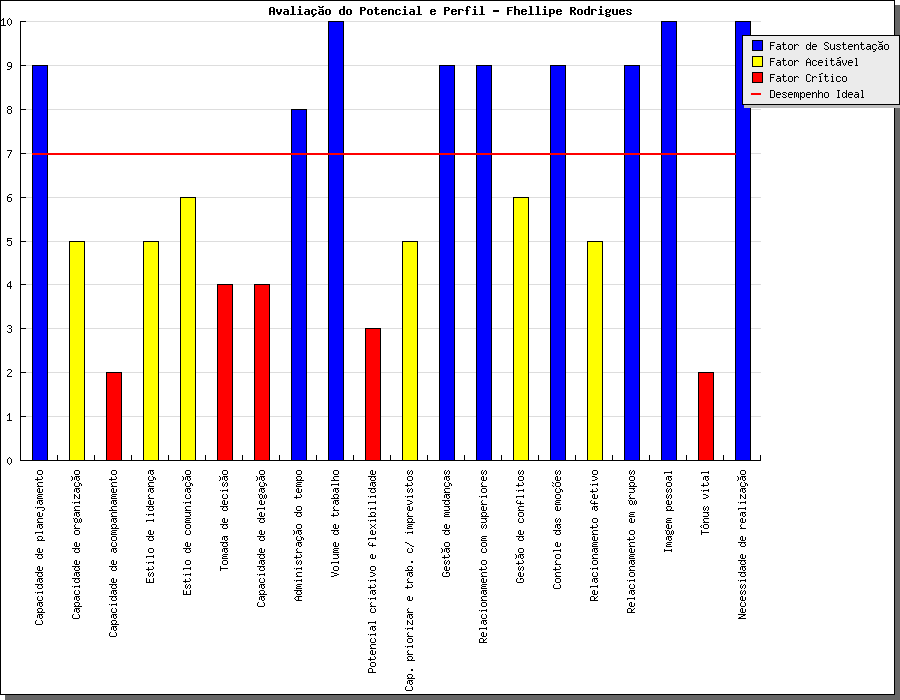 Avaliação do Potencial e Perfil - Fhellipe Rodrigues
10
9
8
7
6
5
4
3
2
1
0
Fator de Sustentação
Fator Aceitável
Fator Crítico
Desempenho Ideal
Capacidade de planejamento
Capacidade de organização
Capacidade de acompanhamento
Estilo de liderança
Estilo de comunicação
Tomada de decisão
Capacidade de delegação
Administração do tempo
Volume de trabalho
Potencial criativo e flexibilidade
Cap. priorizar e trab. c/ imprevistos
Gestão de mudanças
Relacionamento com superiores
Gestão de conflitos
Controle das emoções
Relacionamento afetivo
Relacionamento em grupos
Imagem pessoal
Tônus vital
Necessidade de realização